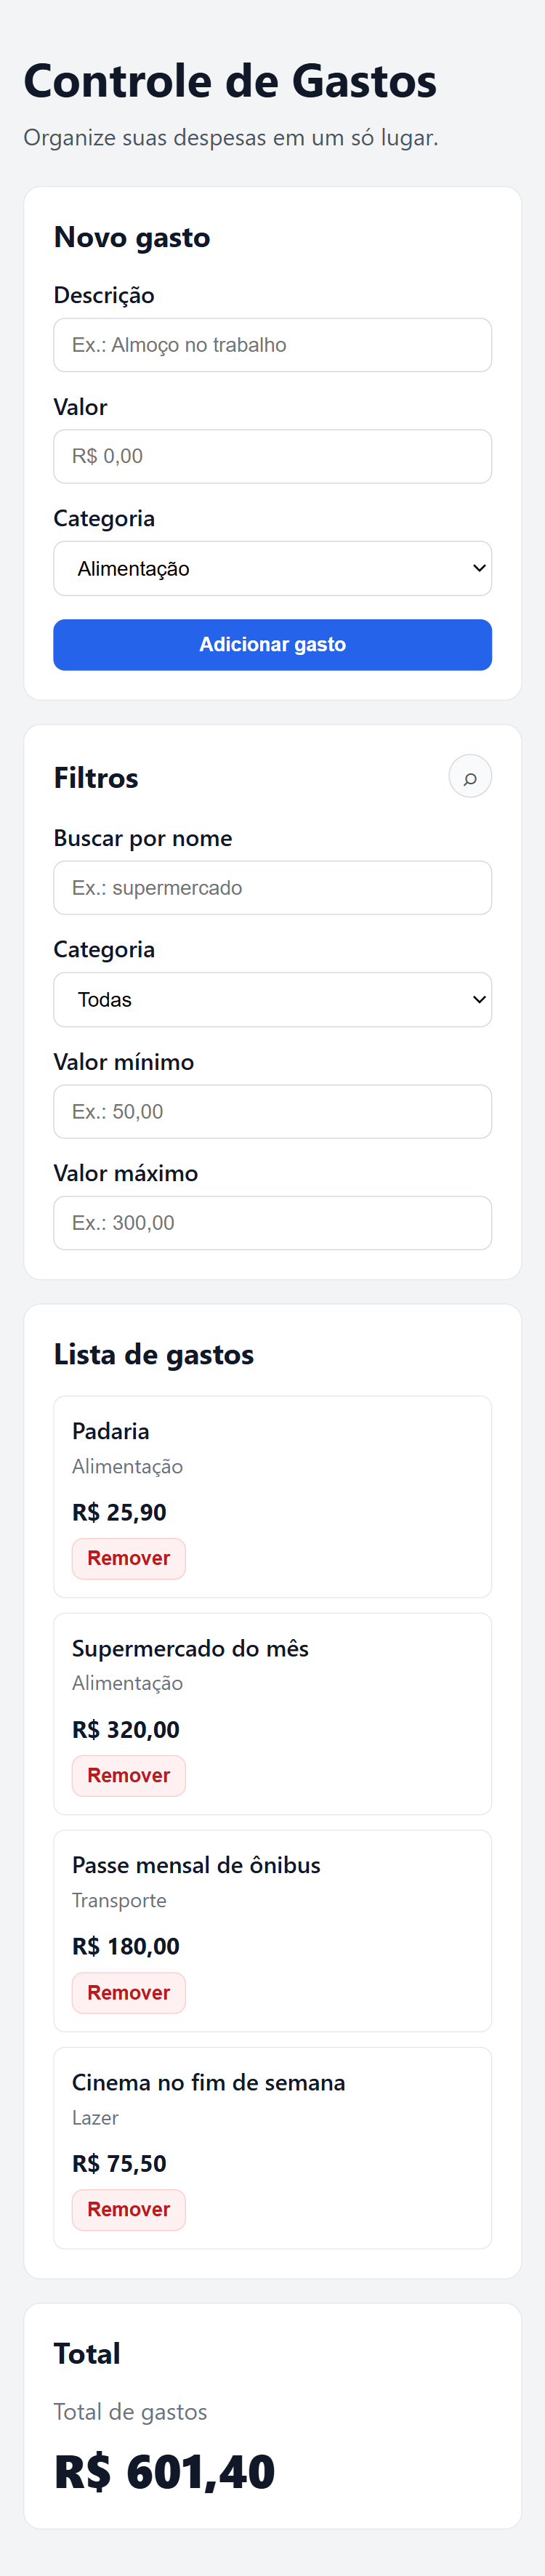 Controle de Gastos
Organize suas despesas em um só lugar.
Novo gasto
Descrição
Ex.: Almoço no trabalho
Valor
R$ 0,00
Categoria
Alimentação
Adicionar gasto
Filtros
Buscar por nome
Ex.: supermercado
Categoria
Todas
Valor mínimo
Ex.: 50,00
Valor máximo
Ex.: 300,00
Lista de gastos
Padaria
Alimentação
R$ 25,90
Remover
Supermercado do mês
Alimentação
R$ 320,00
Remover
Passe mensal de ônibus
Transporte
R$ 180,00
Remover
Cinema no fim de semana
Lazer
R$ 75,50
Remover
Total
Total de gastos
R$ 601,40